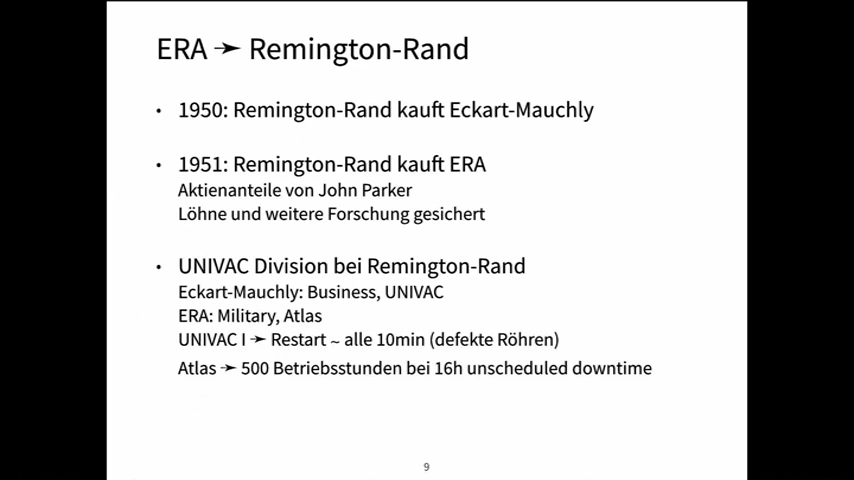 ERA ➛ Remington-Rand
• 1950: Remington-Rand kauft Eckart-Mauchly
• 1951: Remington-Rand kauft ERA
Aktienanteile von John Parker
Löhne und weitere Forschung gesichert
• UNIVAC Division bei Remington-Rand
Eckart-Mauchly: Business, UNIVAC
ERA: Military, Atlas
UNIVAC I ➛ Restart ~ alle 10min (defekte Röhren)
Atlas ➛ 500 Betriebsstunden bei 16h unscheduled downtime
9